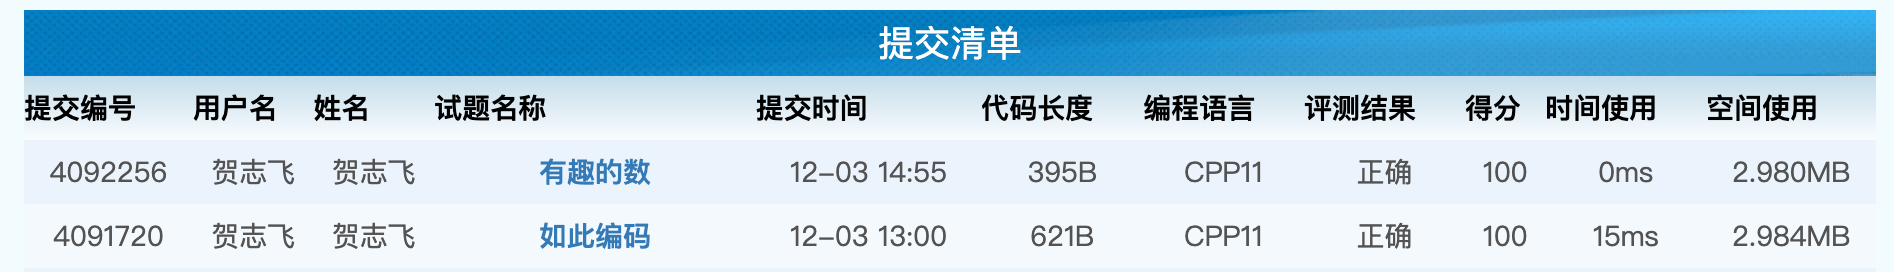 提交清单
提交编号 用户名 姓名 试题名称 提交时间 代码长度 编程语言 评测结果 得分 时间使用 空间使用
4092256 贺志飞 贺志飞 有趣的数 12-03 14:55 395B CPP11 正确 100 0ms 2.980MB
4091720 贺志飞 贺志飞 如此编码 12-03 13:00 621B CPP11 正确 100 15ms 2.984MB